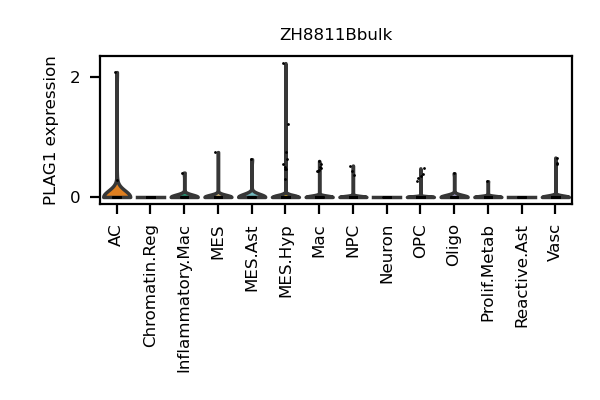 ZH8811Bbulk
PLAG1 expression
2
0
AC
Chromatin.Reg
Inflammatory.Mac
MES
MES.Ast
MES.Hyp
Mac
NPC
Neuron
OPC
Oligo
Prolif.Metab
Reactive.Ast
Vasc